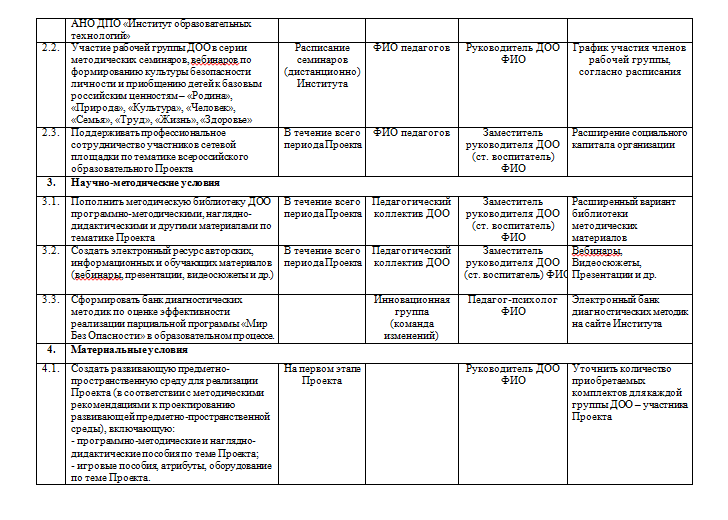 АНО ДПО «Институт образовательных
технологий»
2.2.
Участие рабочей группы ДОО в серии
методических семинаров, вебинаров по
формированию культуры безопасности
личности и приобщению детей к базовым
российским ценностям – «Родина»,
«Природа», «Культура», «Человек»,
«Семья», «Труд», «Жизнь», «Здоровье»
Расписание
семинаров
(дистанционно)
Института
ФИО педагогов
Руководитель ДОО
ФИО
График участия членов
рабочей группы,
согласно расписания
2.3.
Поддерживать профессиональное
сотрудничество участников сетевой
площадки по тематике всероссийского
образовательного Проекта
В течение всего
периода Проекта
ФИО педагогов
Заместитель
руководителя ДОО
(ст. воспитатель)
ФИО
Расширение социального
капитала организации
3.
Научно-методические условия
3.1.
Пополнить методическую библиотеку ДОО
программно-методическими, наглядно-
дидактическими и другими материалами по
тематике Проекта
В течение всего
периода Проекта
Педагогический
коллектив ДОО
Заместитель
руководителя ДОО
(ст. воспитатель)
ФИО
Расширенный вариант
библиотеки
методических
материалов
3.2.
Создать электронный ресурс авторских,
информационных и обучающих материалов
(вебинары, презентации, видеосюжеты и др.)
В течение всего
периода Проекта
Педагогический
коллектив ДОО
Заместитель
руководителя ДОО
(ст. воспитатель) ФИО
Вебинары,
Видеосюжеты,
Презентации и др.
3.3.
Сформировать банк диагностических
методик по оценке эффективности
реализации парциальной программы «Мир
Без Опасности» в образовательном процессе.
Инновационная
группа
(команда
изменений)
Педагог-психолог
ФИО
Электронный банк
диагностических методик
на сайте Института
4.
Материальные условия
4.1.
Создать развивающую предметно-
пространственную среду для реализации
Проекта (в соответствии с методическими
рекомендациями к проектированию
развивающей предметно-пространственной
среды), включающую:
- программно-методические и наглядно-
дидактические пособия по теме Проекта;
- игровые пособия, атрибуты, оборудование
по теме Проекта.
На первом этапе
Проекта
Руководитель ДОО
ФИО
Уточнить количество
приобретаемых
комплектов для каждой
группы ДОО – участника
Проекта